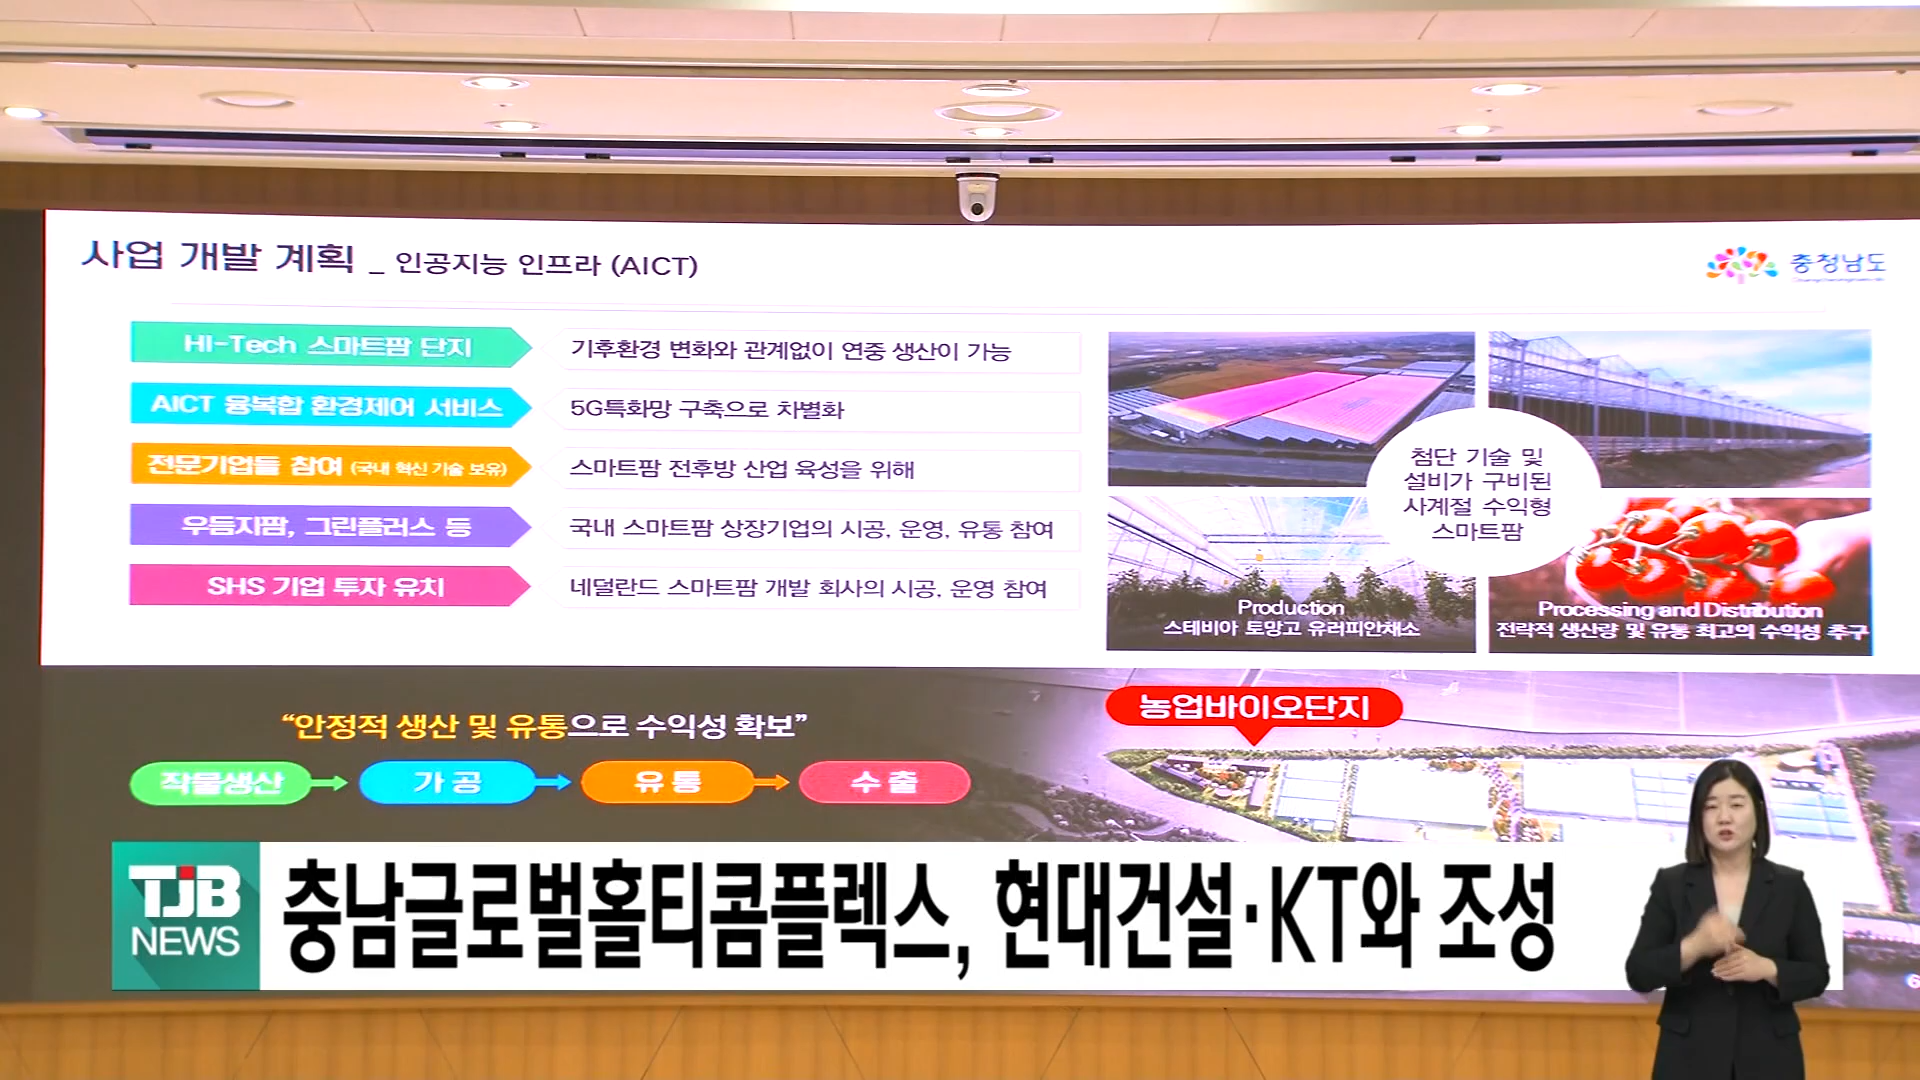 사업 개발 계획 _ 인공지능 인프라 (AICT)
충청남도
HI-Tech 스마트팜 단지
기후환경 변화와 관계없이 연중 생산이 가능
AICT 융복합 환경제어 서비스
5G특화망 구축으로 차별화
전문기업들 참여 (국내 혁신 기술 보유)
스마트팜 전후방 산업 육성을 위해
우듬지팜, 그린플러스 등
국내 스마트팜 상장기업의 시공, 운영, 유통 참여
SHS 기업 투자 유치
네덜란드 스마트팜 개발 회사의 시공, 운영 참여
첨단 기술 및
설비가 구비된
사계절 수익형
스마트팜
Production
스테비아 토망고 유러피안채소
Processing and Distribution
전략적 생산량 및 유통 최고의 수익성 추구
“안정적 생산 및 유통으로 수익성 확보”
작물생산
가공
유통
수출
농업바이오단지
TJB
NEWS
충남글로벌홀티콤플렉스, 현대건설·KT와 조성